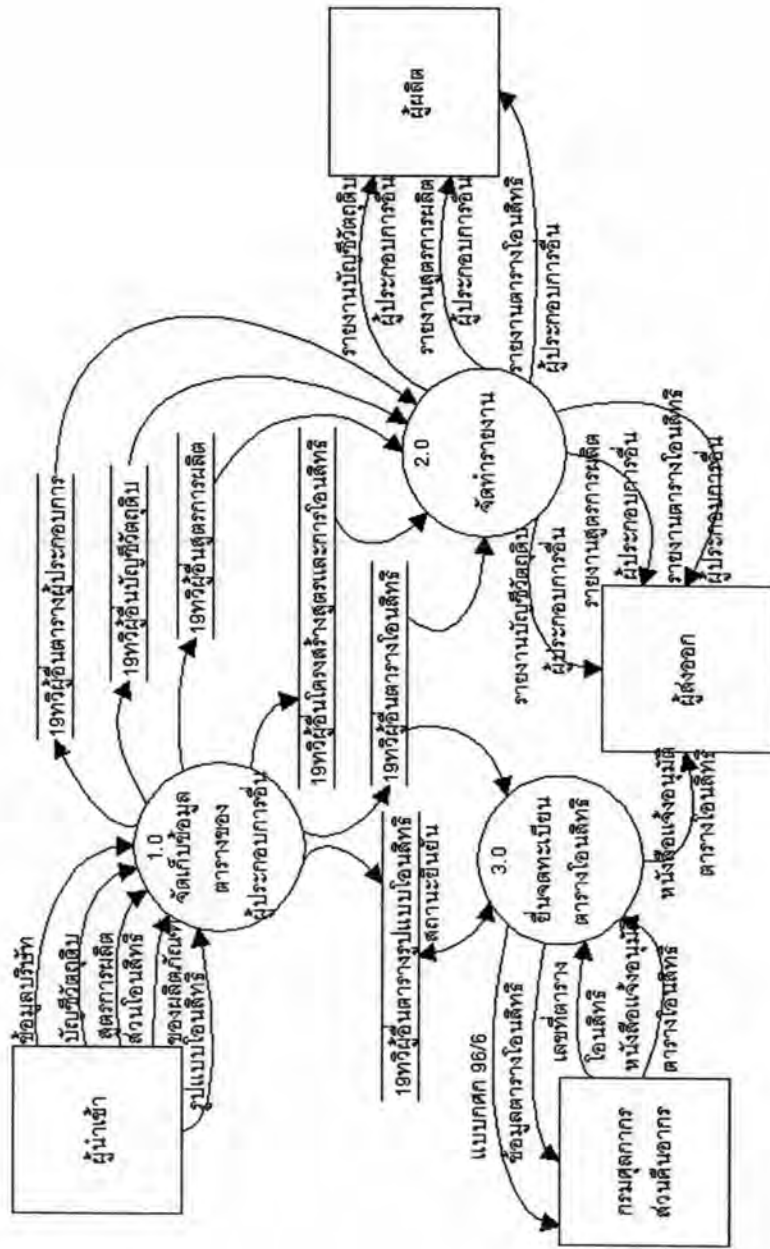 ผู้นำเข้า
ข้อมูลบริษัท
บัญชีวัตถุดิบ
สูตรการผลิต
ส่วนโอนสิทธิ์
ของผลิตภัณฑ์
รูปแบบโอนสิทธิ์
1.0
จัดเก็บข้อมูล
ตารางของ
ผู้ประกอบการอื่น
19ทวิผู้อื่นตารางผู้ประกอบการ
19ทวิผู้อื่นบัญชีวัตถุดิบ
19ทวิผู้อื่นสูตรการผลิต
19ทวิผู้อื่นโครงสร้างสูตรและการโอนสิทธิ์
19ทวิผู้อื่นตารางโอนสิทธิ์
19ทวิผู้อื่นตารางรูปแบบโอนสิทธิ์
สถานะยืนยัน
2.0
จัดทำรายงาน
รายงานบัญชีวัตถุดิบ
ผู้ประกอบการอื่น
รายงานสูตรการผลิต
ผู้ประกอบการอื่น
รายงานตารางโอนสิทธิ์
ผู้ประกอบการอื่น
ผู้ผลิต
รายงานบัญชีวัตถุดิบ
ผู้ประกอบการอื่น
รายงานสูตรการผลิต
ผู้ประกอบการอื่น
รายงานตารางโอนสิทธิ์
ผู้ประกอบการอื่น
ผู้ส่งออก
3.0
ยื่นจดทะเบียน
ตารางโอนสิทธิ์
หนังสือแจ้งอนุมัติ
ตารางโอนสิทธิ์
แบบกศก 96/6
ข้อมูลตารางโอนสิทธิ์
เลขที่ตาราง
โอนสิทธิ์
หนังสือแจ้งอนุมัติ
ตารางโอนสิทธิ์
กรมศุลกากร
ส่วนคืนอากร